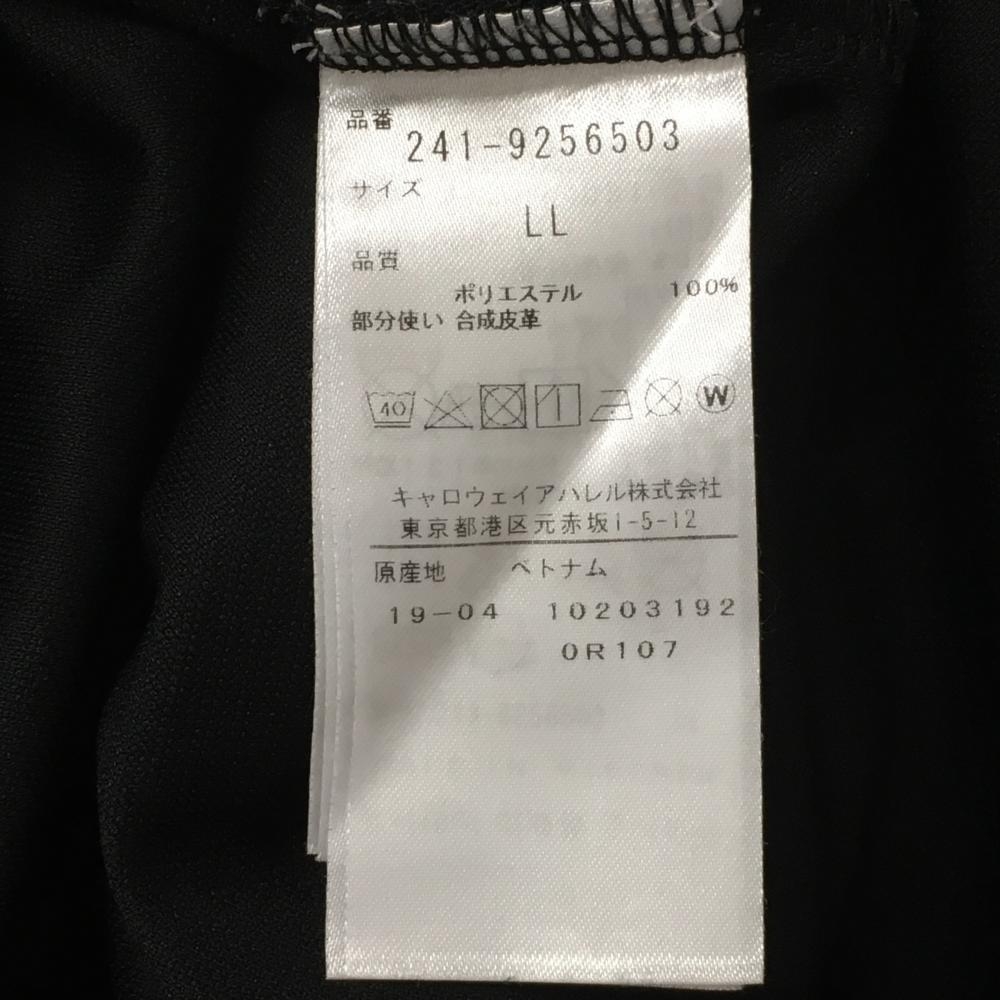 品番
241-9256503
サイズ
LL
品質
ポリエステル 100%
部分使い 合成皮革
40 W
キャロウェイアパレル株式会社
東京都港区元赤坂1-5-12
原産地 ベトナム
19-04 10203192
0R107